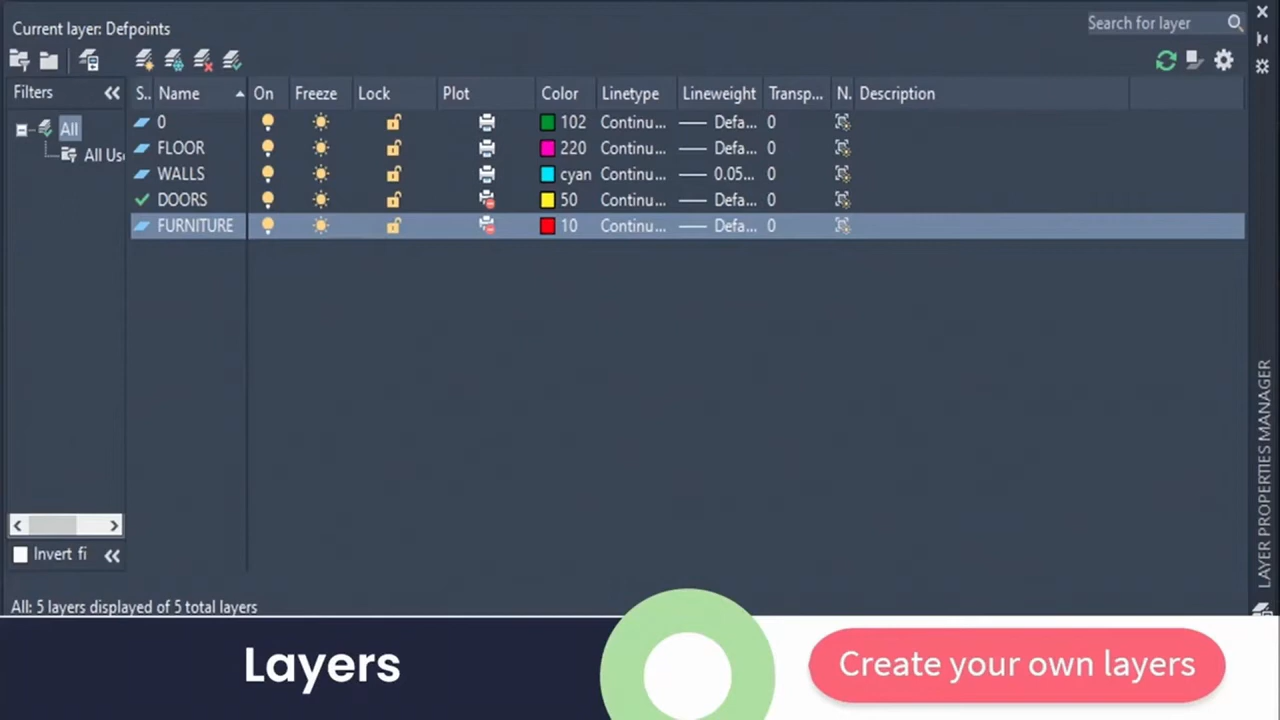 Current layer: Defpoints
Search for layer
Filters
S.. Name On Freeze Lock Plot Color Linetype Lineweight Transp... N. Description
All
All Us
0 102 Continu... Defa... 0
FLOOR 220 Continu... Defa... 0
WALLS cyan Continu... 0.05... 0
DOORS 50 Continu... Defa... 0
FURNITURE 10 Continu... Defa... 0
Invert fi
All: 5 layers displayed of 5 total layers
LAYER PROPERTIES MANAGER
Layers
Create your own layers